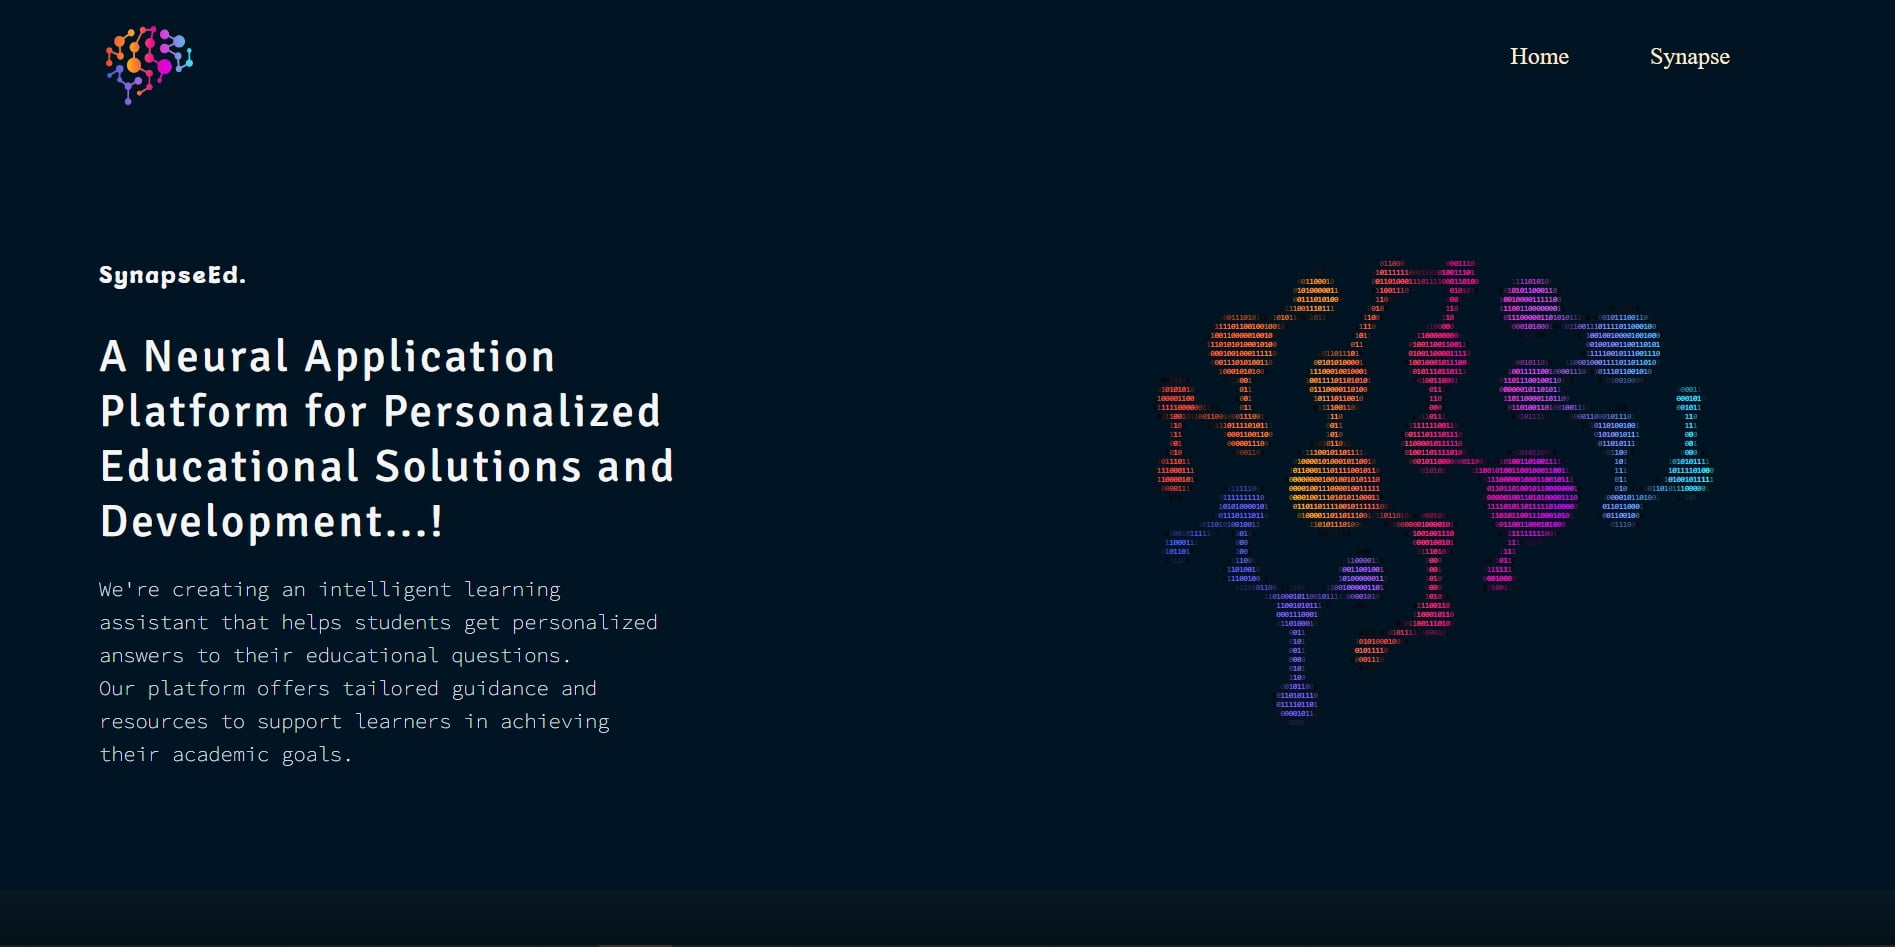 Home
Synapse
SynapseEd.
A Neural Application
Platform for Personalized
Educational Solutions and
Development...!
We're creating an intelligent learning
assistant that helps students get personalized
answers to their educational questions.
Our platform offers tailored guidance and
resources to support learners in achieving
their academic goals.